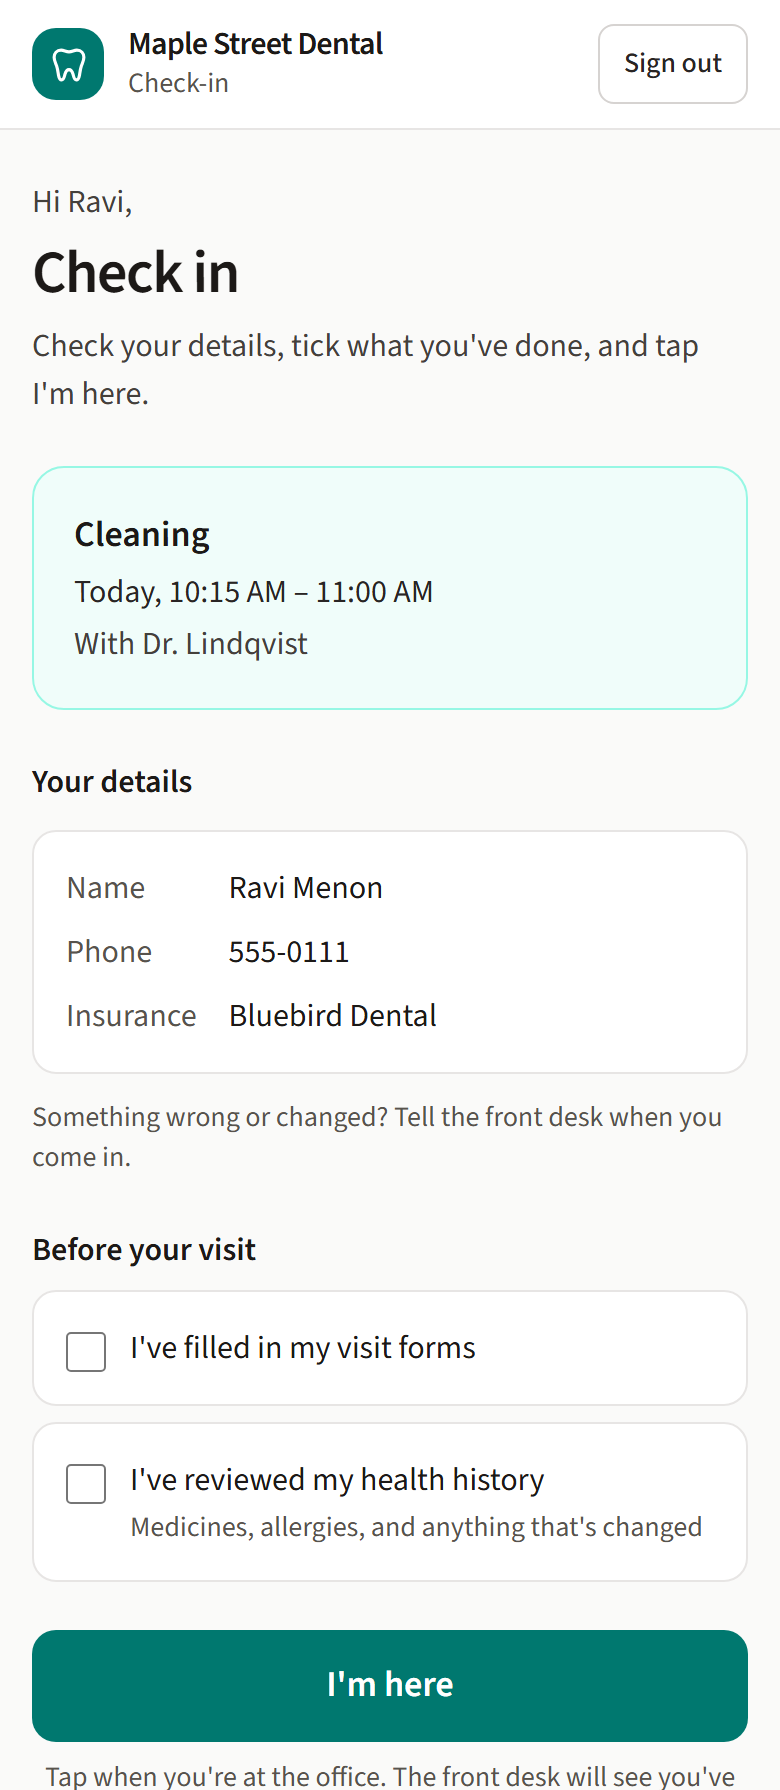 Maple Street Dental
Check-in
Sign out
Hi Ravi,
Check in
Check your details, tick what you've done, and tap
I'm here.
Cleaning
Today, 10:15 AM – 11:00 AM
With Dr. Lindqvist
Your details
Name Ravi Menon
Phone 555-0111
Insurance Bluebird Dental
Something wrong or changed? Tell the front desk when you
come in.
Before your visit
I've filled in my visit forms
I've reviewed my health history
Medicines, allergies, and anything that's changed
I'm here
Tap when you're at the office. The front desk will see you've